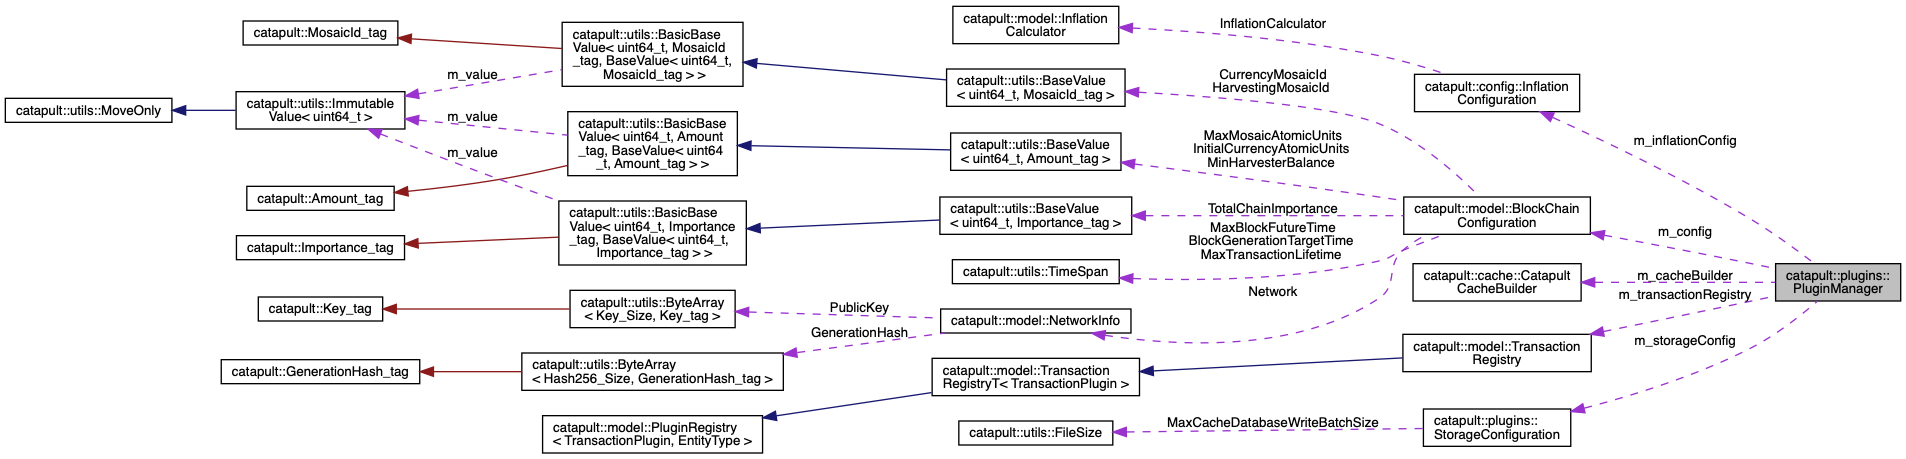 catapult::utils::MoveOnly
catapult::MosaicId_tag
catapult::utils::Immutable
Value< uint64_t >
catapult::Amount_tag
catapult::Importance_tag
catapult::Key_tag
catapult::GenerationHash_tag
m_value
m_value
m_value
catapult::utils::BasicBase
Value< uint64_t, MosaicId
_tag, BaseValue< uint64_t,
MosaicId_tag > >
catapult::utils::BasicBase
Value< uint64_t, Amount
_tag, BaseValue< uint64
_t, Amount_tag > >
catapult::utils::BasicBase
Value< uint64_t, Importance
_tag, BaseValue< uint64_t,
Importance_tag > >
catapult::utils::ByteArray
< Key_Size, Key_tag >
catapult::utils::ByteArray
< Hash256_Size, GenerationHash_tag >
catapult::model::PluginRegistry
< TransactionPlugin, EntityType >
PublicKey
GenerationHash
catapult::model::Inflation
Calculator
catapult::utils::BaseValue
< uint64_t, MosaicId_tag >
catapult::utils::BaseValue
< uint64_t, Amount_tag >
catapult::utils::BaseValue
< uint64_t, Importance_tag >
catapult::utils::TimeSpan
catapult::model::NetworkInfo
catapult::model::Transaction
RegistryT< TransactionPlugin >
catapult::utils::FileSize
InflationCalculator
CurrencyMosaicId
HarvestingMosaicId
MaxMosaicAtomicUnits
InitialCurrencyAtomicUnits
MinHarvesterBalance
TotalChainImportance
MaxBlockFutureTime
BlockGenerationTargetTime
MaxTransactionLifetime
Network
MaxCacheDatabaseWriteBatchSize
catapult::config::Inflation
Configuration
catapult::model::BlockChain
Configuration
catapult::cache::Catapult
CacheBuilder
catapult::model::Transaction
Registry
catapult::plugins::
StorageConfiguration
m_inflationConfig
m_config
m_cacheBuilder
m_transactionRegistry
m_storageConfig
catapult::plugins::
PluginManager